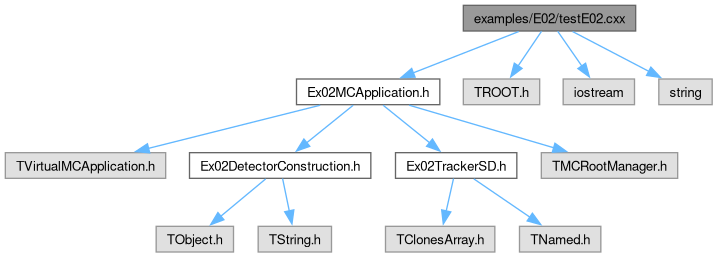 examples/E02/testE02.cxx
Ex02MCApplication.h
TROOT.h
iostream
string
TVirtualMCApplication.h
Ex02DetectorConstruction.h
Ex02TrackerSD.h
TMCRootManager.h
TObject.h
TString.h
TClonesArray.h
TNamed.h